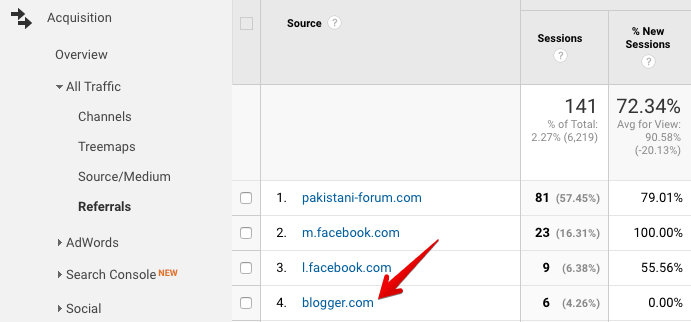 Acquisition
Overview
All Traffic
Channels
Treemaps
Source/Medium
Referrals
AdWords
Search Console NEW
Social
Source ?
Sessions
?
% New
Sessions
?
141
% of Total:
2.27% (6,219)
72.34%
Avg for View:
90.58%
(-20.13%)
1. pakistani-forum.com 81 (57.45%) 79.01%
2. m.facebook.com 23 (16.31%) 100.00%
3. l.facebook.com 9 (6.38%) 55.56%
4. blogger.com 6 (4.26%) 0.00%